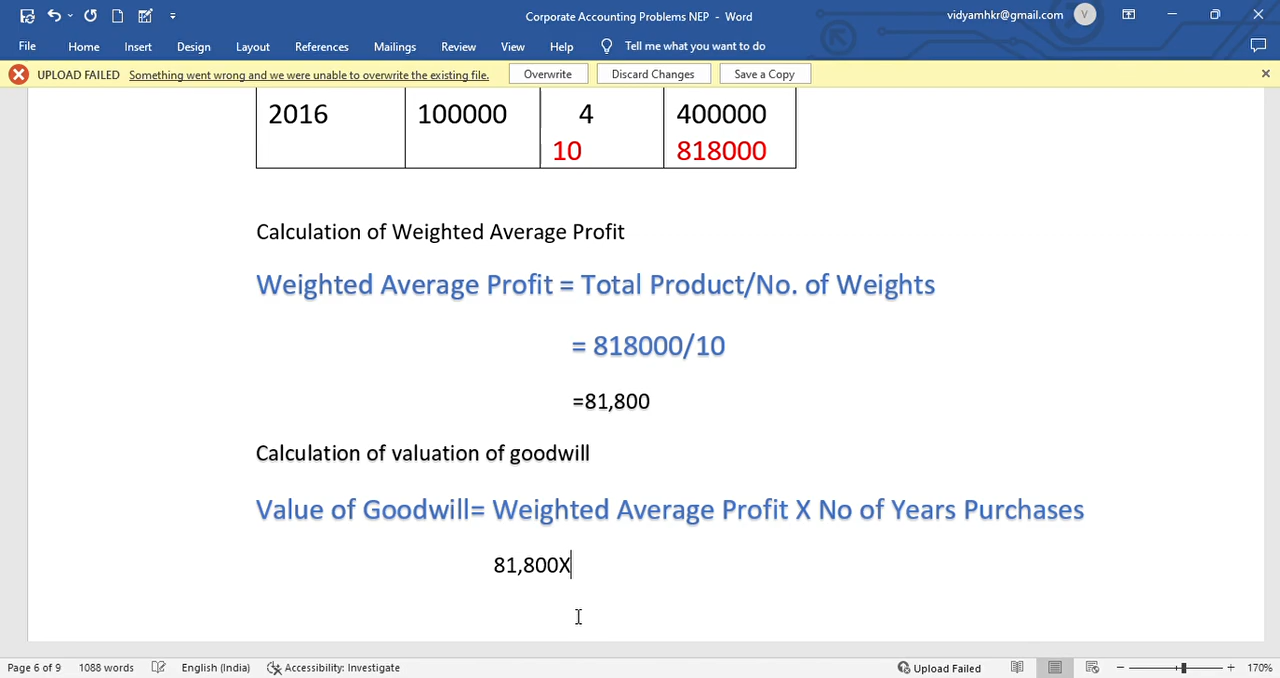 Corporate Accounting Problems NEP - Word
vidyamhkr@gmail.com
V
File Home Insert Design Layout References Mailings Review View Help Tell me what you want to do
UPLOAD FAILED Something went wrong and we were unable to overwrite the existing file. Overwrite Discard Changes Save a Copy
2016 100000 4 400000
10 818000
Calculation of Weighted Average Profit
Weighted Average Profit = Total Product/No. of Weights
= 818000/10
=81,800
Calculation of valuation of goodwill
Value of Goodwill= Weighted Average Profit X No of Years Purchases
81,800X
Page 6 of 9 1088 words English (India) Accessibility: Investigate Upload Failed 170%